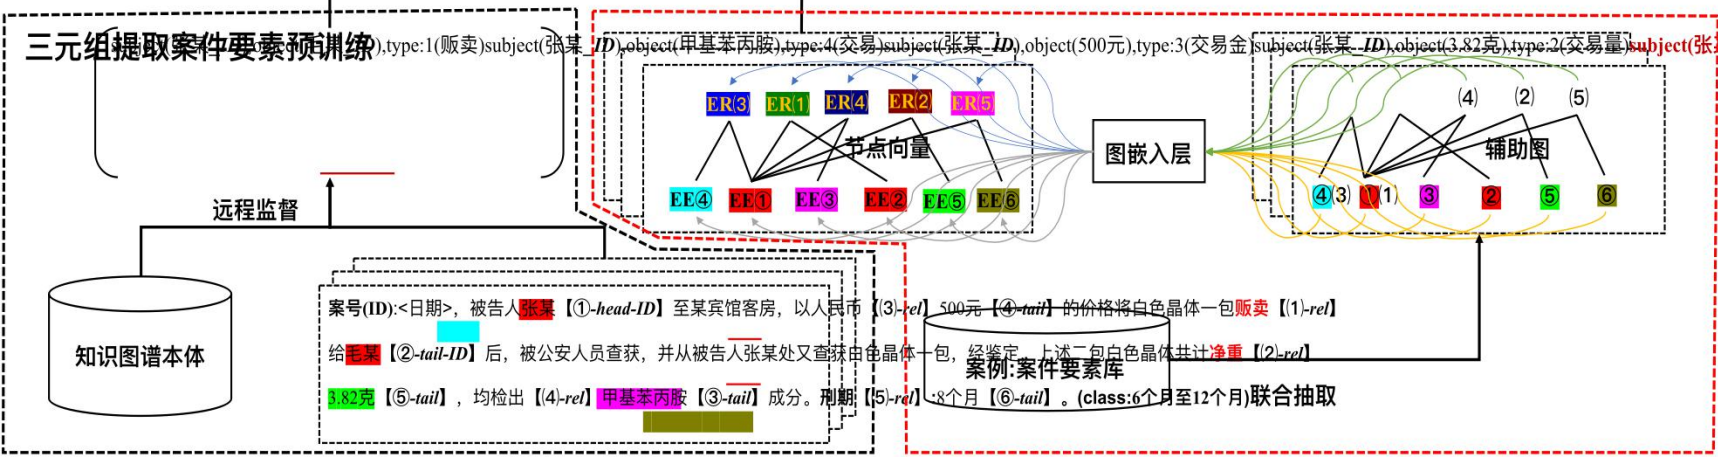 三元组提取案件要素预训练
_ID),type:1(贩卖)subject(张某_ID),object(甲基苯丙胺),type:4(交易)subject(张某_ID),object(500元),type:3(交易金)subject(张某_ID),object(3.82克),type:2(交易量)subject(张
ER⑶ ER⑴ ER⑷ ER⑵ ER⑸
节点向量
EE④ EE① EE③ EE② EE⑤ EE⑥
图嵌入层
⑷ ⑵ ⑸
辅助图
④⑶ ①⑴ ③ ② ⑤ ⑥
远程监督
知识图谱本体
案号(ID):<日期>，被告人张某【①-head-ID】至某宾馆客房，以人民币【⑶-rel】500元【④-tail】的价格将白色晶体一包贩卖【⑴-rel】
给毛某【②-tail-ID】后，被公安人员查获，并从被告人张某处又查获白色晶体一包，经鉴定，上述二包白色晶体共计净重【⑵-rel】
3.82克【⑤-tail】，均检出【⑷-rel】甲基苯丙胺【③-tail】成分。刑期【⑸-rel】:8个月【⑥-tail】。(class:6个月至12个月)联合抽取
案例:案件要素库